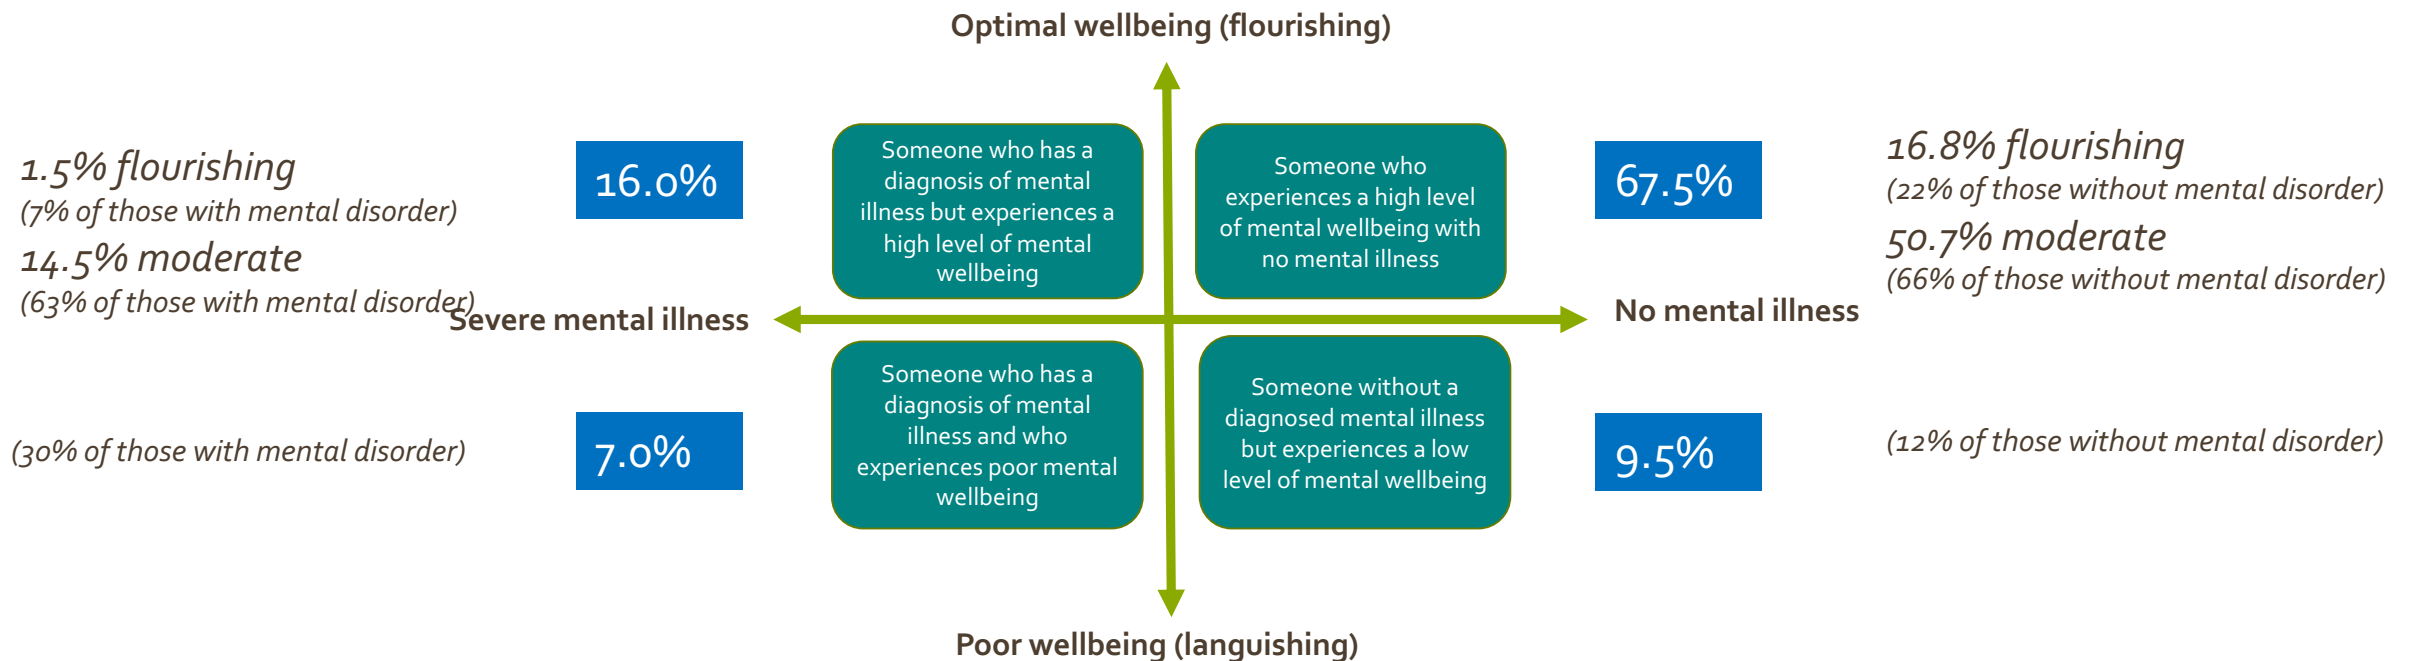 Optimal wellbeing (flourishing)
1.5% flourishing
(7% of those with mental disorder)
14.5% moderate
(63% of those with mental disorder)
16.0%
Someone who has a
diagnosis of mental
illness but experiences a
high level of mental
wellbeing
Someone who
experiences a high level
of mental wellbeing with
no mental illness
67.5%
16.8% flourishing
(22% of those without mental disorder)
50.7% moderate
(66% of those without mental disorder)
Severe mental illness
No mental illness
(30% of those with mental disorder)
7.0%
Someone who has a
diagnosis of mental
illness and who
experiences poor mental
wellbeing
Someone without a
diagnosed mental illness
but experiences a low
level of mental wellbeing
9.5%
(12% of those without mental disorder)
Poor wellbeing (languishing)